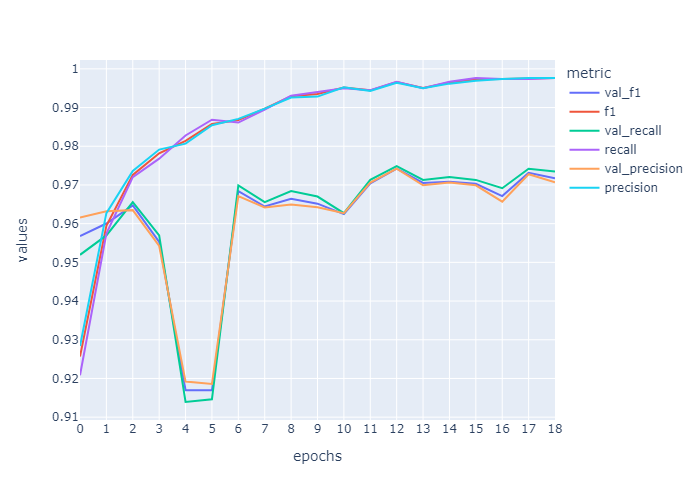 metric
val_f1
f1
val_recall
recall
val_precision
precision
1
0.99
0.98
0.97
0.96
0.95
0.94
0.93
0.92
0.91
values
0 1 2 3 4 5 6 7 8 9 10 11 12 13 14 15 16 17 18
epochs